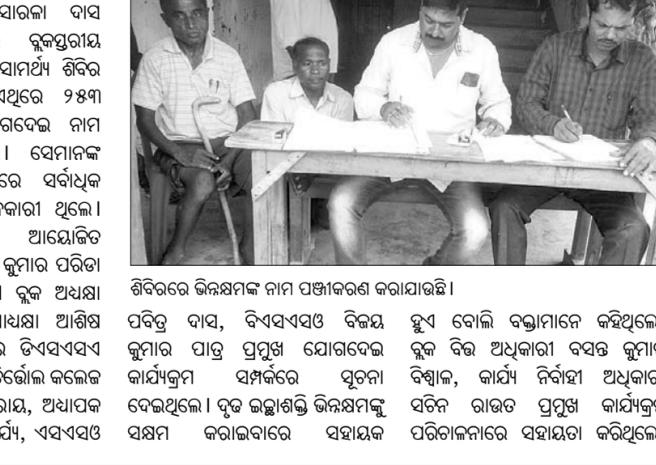 ସାରଳା ଦାସ
ବ୍ଲକସ୍ତରୀୟ
ସାମର୍ଥ୍ୟ ଶିବିର
ଏଥିରେ ୨୫୩
ନାମ
। ସେମାନଙ୍କ
ରେ ସର୍ବାଧିକ
ଥିଲେ।
ଆୟୋଜିତ
କୁମାର ପରିଡା
ବ୍ଲକ ଅଧ୍ୟକ୍ଷା
ଆଶିଷ
ଡିଏସଏସଏ
କଲେଜ
ଅଧ୍ୟାପକ
ଏସଏସଓ
ଶିବିରରେ ଭିନ୍ନକ୍ଷମଙ୍କ ନାମ ପଞ୍ଜୀକରଣ କରାଯାଉଛି।
ପବିତ୍ର ଦାସ, ବିଏସଏସଓ ବିଜୟ
କୁମାର ପାତ୍ର ପ୍ରମୁଖ ଯୋଗଦେଇ
କାର୍ଯ୍ୟକ୍ରମ ସମ୍ପର୍କରେ ସୂଚନା
ଦେଇଥିଲେ। ଦୃଢ ଇଚ୍ଛାଶକ୍ତି ଭିନ୍ନକ୍ଷମଙ୍କୁ
ସକ୍ଷମ କରାଇବାରେ ସହାୟକ
ହୁଏ ବୋଲି ବକ୍ତାମାନେ କହିଥିଲେ
ବ୍ଲକ ବିତ୍ତ ଅଧିକାରୀ ବସନ୍ତ କୁମାର
ବିଶ୍ୱାଳ, କାର୍ଯ୍ୟ ନିର୍ବାହୀ ଅଧିକାର
ସଚିନ ରାଉତ ପ୍ରମୁଖ କାର୍ଯ୍ୟକ୍ର
ପରିଚାଳନାରେ ସହାୟତା କରିଥିଲେ